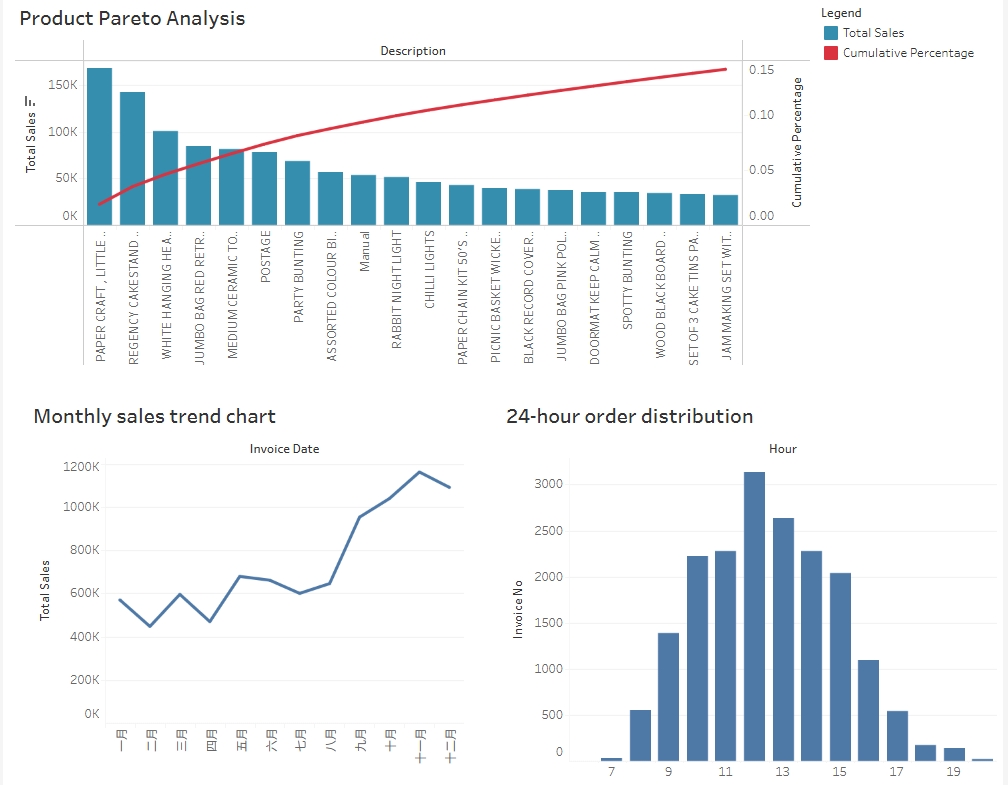 Product Pareto Analysis
Legend
Total Sales
Cumulative Percentage
Description
Total Sales
150K
100K
50K
0K
0.15
0.10
0.05
0.00
Cumulative Percentage
PAPER CRAFT , LITTLE ..
REGENCY CAKESTAND ..
WHITE HANGING HEA..
JUMBO BAG RED RETR..
MEDIUM CERAMIC TO..
POSTAGE
PARTY BUNTING
ASSORTED COLOUR BI..
Manual
RABBIT NIGHT LIGHT
CHILLI LIGHTS
PAPER CHAIN KIT 50'S ..
PICNIC BASKET WICKE..
BLACK RECORD COVER..
JUMBO BAG PINK POL..
DOORMAT KEEP CALM ..
SPOTTY BUNTING
WOOD BLACK BOARD ..
SET OF 3 CAKE TINS PA..
JAM MAKING SET WIT..
Monthly sales trend chart
Invoice Date
Total Sales
1200K
1000K
800K
600K
400K
200K
0K
一月
二月
三月
四月
五月
六月
七月
八月
九月
十月
十一月
十二月
24-hour order distribution
Hour
Invoice No
3000
2500
2000
1500
1000
500
0
7
9
11
13
15
17
19